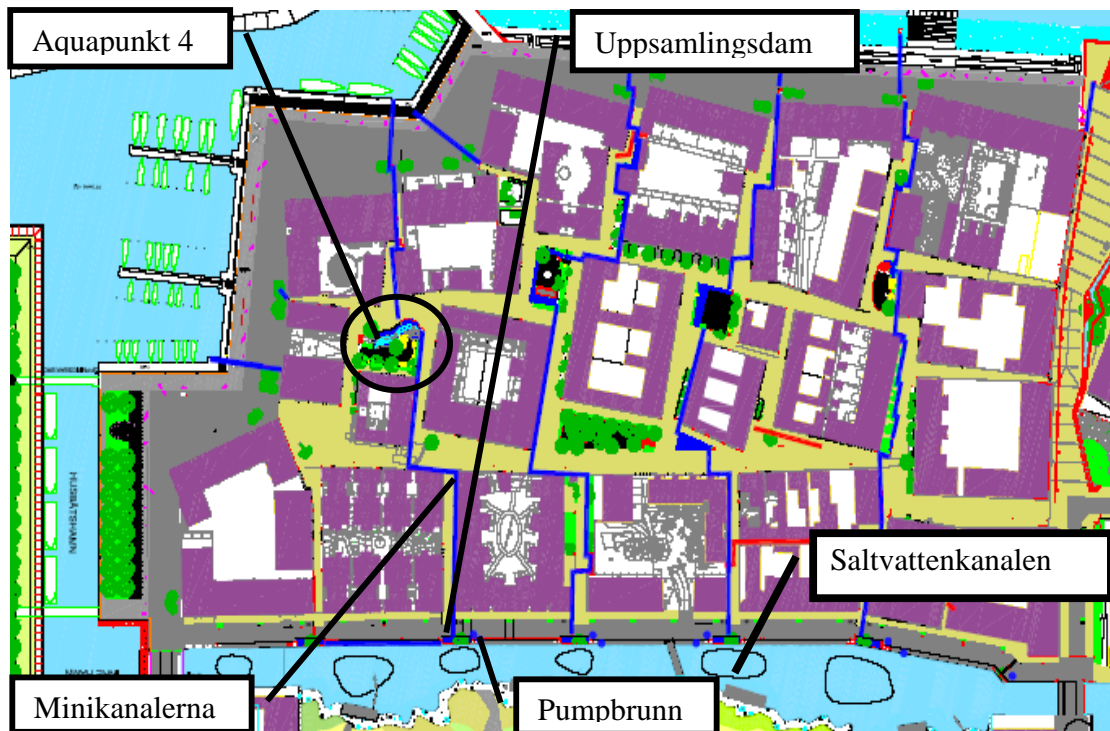 Aquapunkt 4
Uppsamlingsdam
HUSBÅTSHAMN
Saltvattenkanalen
Minikanalerna
Pumpbrunn